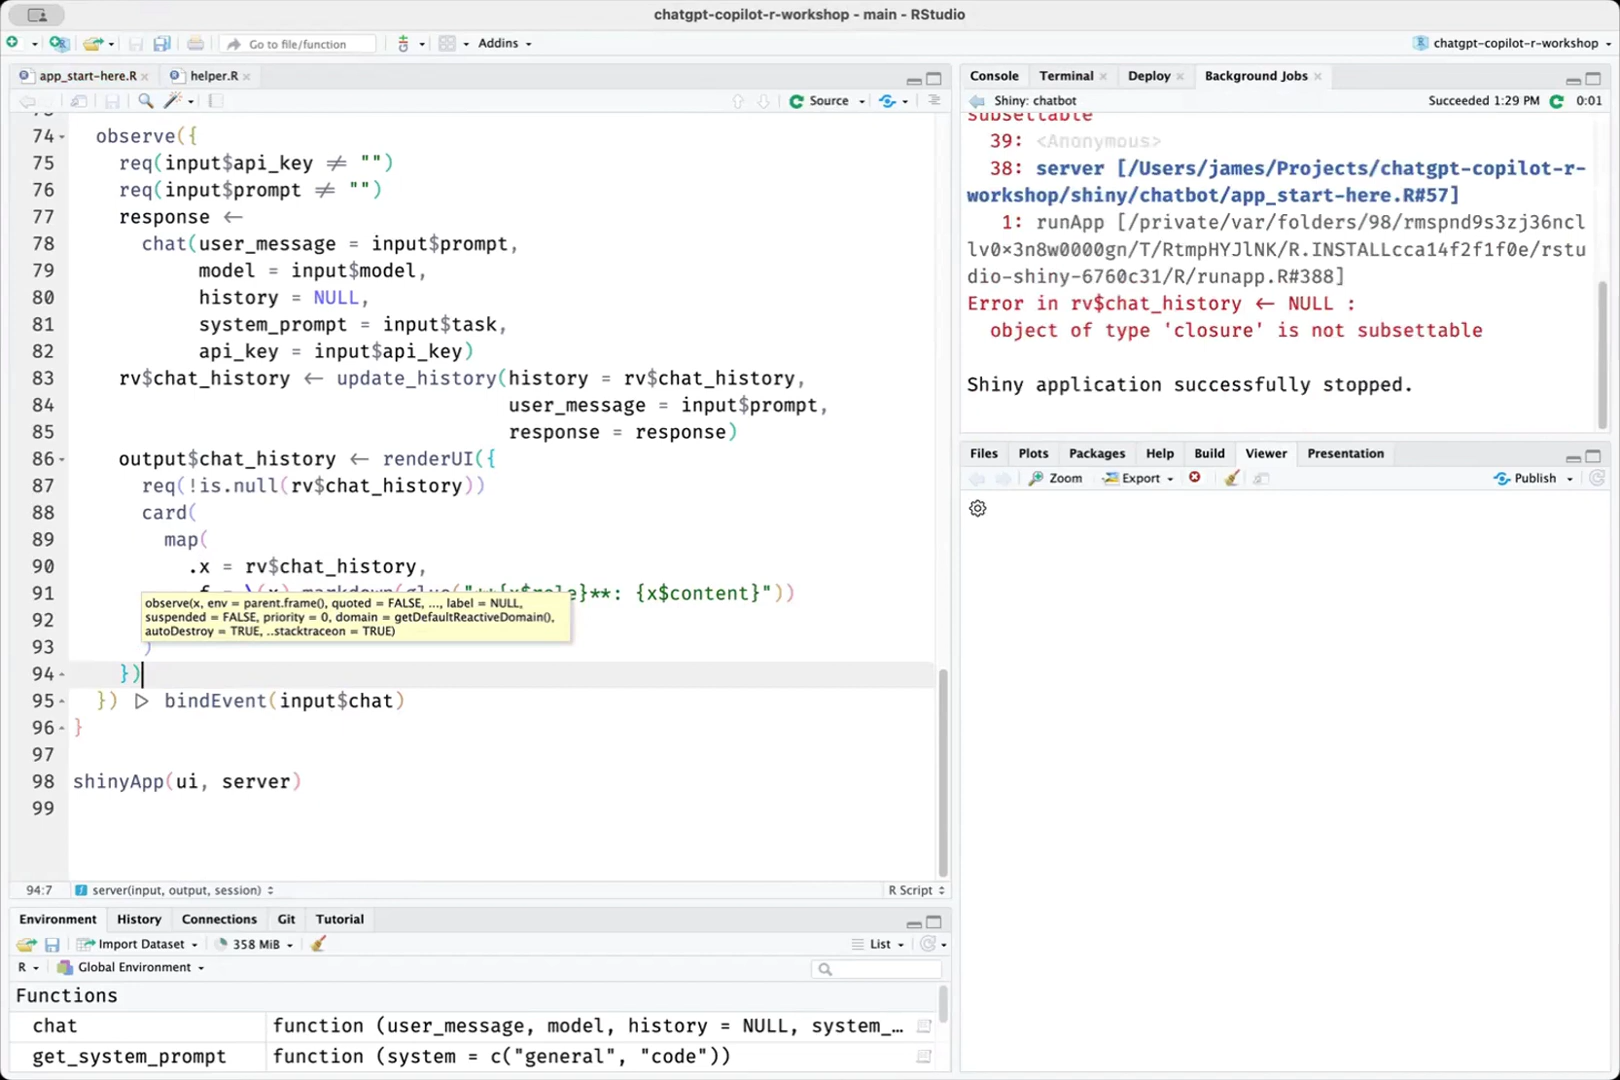 chatgpt-copilot-r-workshop - main - RStudio
Go to file/function
Addins
chatgpt-copilot-r-workshop
app_start-here.R
helper.R
Source
74
observe({
75
req(input$api_key ≠ "")
76
req(input$prompt ≠ "")
77
response ←
78
chat(user_message = input$prompt,
79
model = input$model,
80
history = NULL,
81
system_prompt = input$task,
82
api_key = input$api_key)
83
rv$chat_history ← update_history(history = rv$chat_history,
84
user_message = input$prompt,
85
response = response)
86
output$chat_history ← renderUI({
87
req(!is.null(rv$chat_history))
88
card(
89
map(
90
.x = rv$chat_history,
91
{x$content}"))
observe(x, env = parent.frame(), quoted = FALSE, ..., label = NULL,
suspended = FALSE, priority = 0, domain = getDefaultReactiveDomain(),
autoDestroy = TRUE, ..stacktraceon = TRUE)
92
93
)
94
})
95
}) ▷ bindEvent(input$chat)
96
}
97
98
shinyApp(ui, server)
99
94:7
server(input, output, session)
R Script
Environment
History
Connections
Git
Tutorial
Import Dataset
358 MiB
List
R
Global Environment
Functions
chat
function (user_message, model, history = NULL, system_…
get_system_prompt
function (system = c("general", "code"))
Console
Terminal
Deploy
Background Jobs
Shiny: chatbot
Succeeded 1:29 PM
0:01
subsettable
39: <Anonymous>
38: server [/Users/james/Projects/chatgpt-copilot-r-
workshop/shiny/chatbot/app_start-here.R#57]
1: runApp [/private/var/folders/98/rmspnd9s3zj36ncl
lv0×3n8w0000gn/T/RtmpHYJlNK/R.INSTALLcca14f2f1f0e/rstu
dio-shiny-6760c31/R/runapp.R#388]
Error in rv$chat_history ← NULL :
object of type 'closure' is not subsettable
Shiny application successfully stopped.
Files
Plots
Packages
Help
Build
Viewer
Presentation
Zoom
Export
Publish